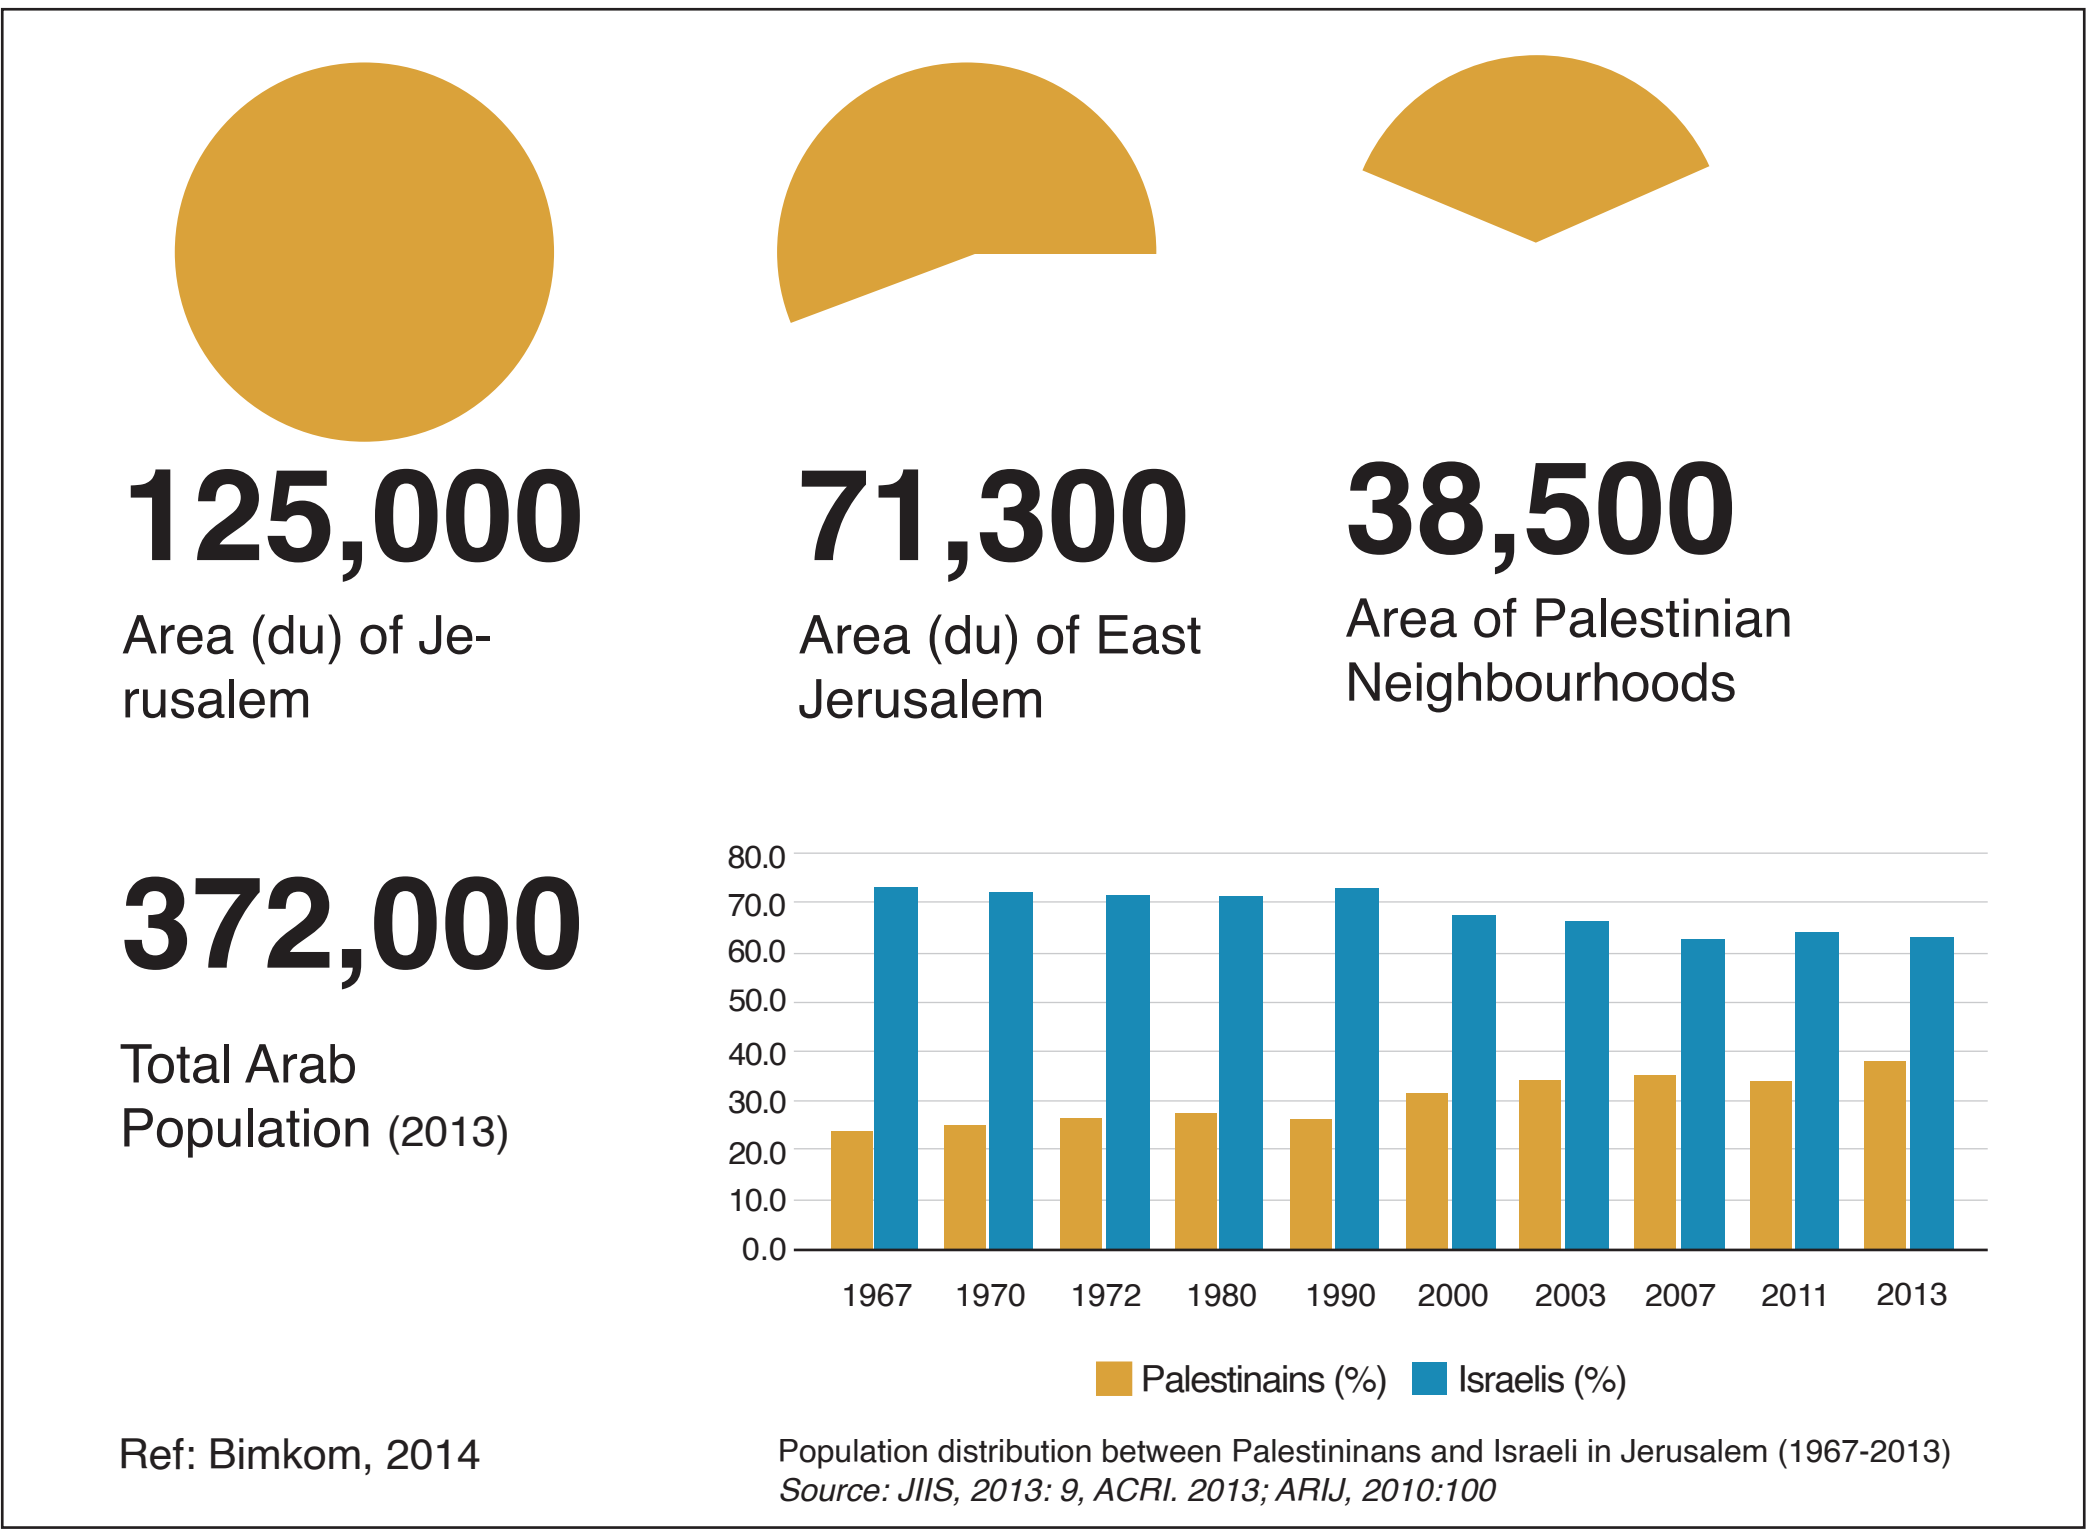 125,000
Area (du) of Je-
rusalem
71,300
Area (du) of East
Jerusalem
38,500
Area of Palestinian
Neighbourhoods
372,000
Total Arab
Population (2013)
80.0
70.0
60.0
50.0
40.0
30.0
20.0
10.0
0.0
1967 1970 1972 1980 1990 2000 2003 2007 2011 2013
Palestinains (%) Israelis (%)
Ref: Bimkom, 2014
Population distribution between Palestininans and Israeli in Jerusalem (1967-2013)
Source: JIIS, 2013: 9, ACRI. 2013; ARIJ, 2010:100